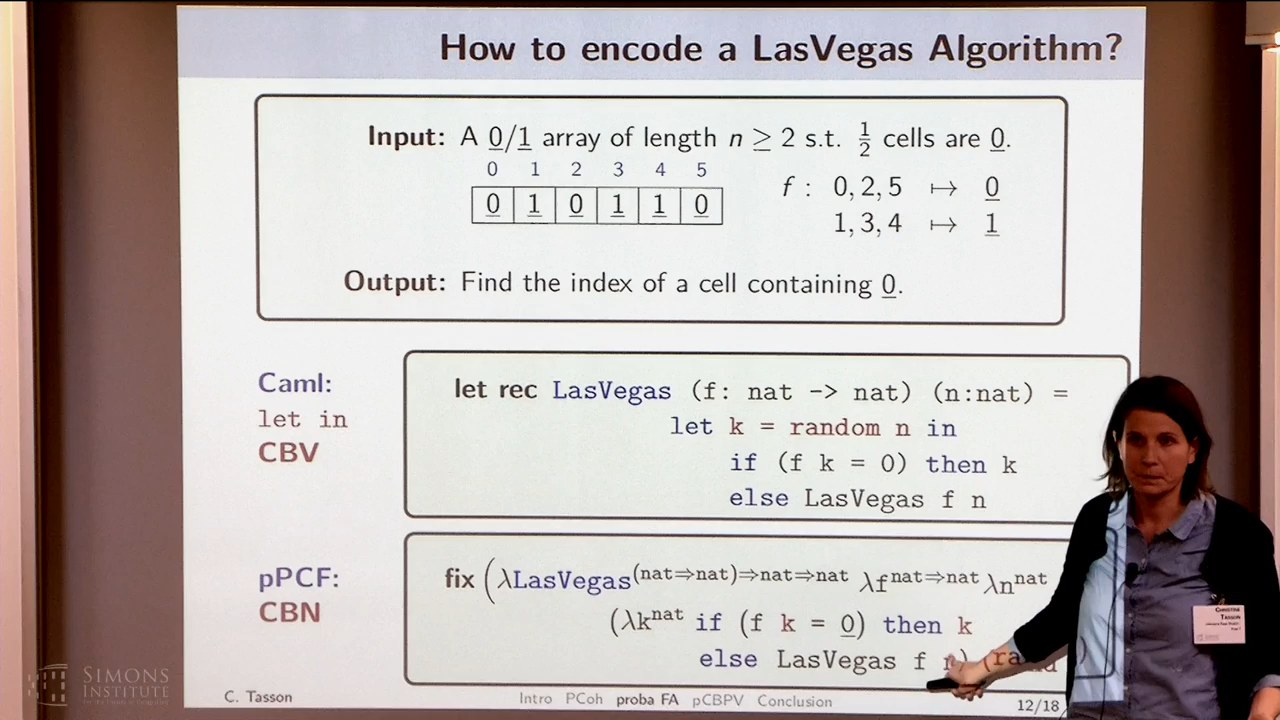 How to encode a LasVegas Algorithm?
Input: A 0/1 array of length n ≥ 2 s.t. 1/2 cells are 0.
0 1 2 3 4 5
0 1 0 1 1 0
f : 0, 2, 5 ↦ 0
1, 3, 4 ↦ 1
Output: Find the index of a cell containing 0.
Caml:
let in
CBV
let rec LasVegas (f: nat -> nat) (n:nat) =
let k = random n in
if (f k = 0) then k
else LasVegas f n
pPCF:
CBN
fix (λLasVegas^(nat⇒nat)⇒nat⇒nat λf^nat⇒nat λn^nat
(λk^nat if (f k = 0) then k
else LasVegas f n)
C. Tasson
Intro PCoh proba FA pCBPV Conclusion
12/18
SIMONS
INSTITUTE
CHRISTINE
TASSON